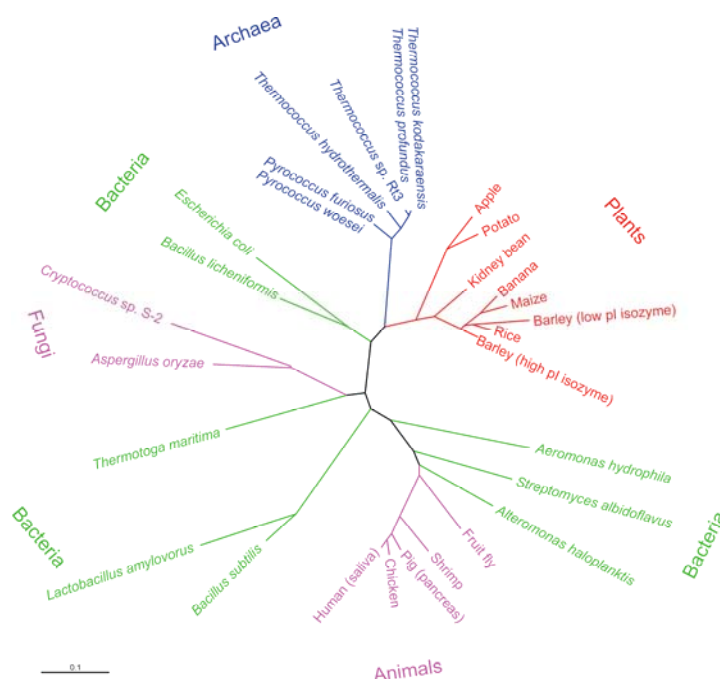 Archaea
Thermococcus kodakaraensis
Thermococcus profundus
Thermococcus sp. Rt3
Thermococcus hydrothermalis
Pyrococcus furiosus
Pyrococcus woesei
Bacteria
Escherichia coli
Bacillus licheniformis
Plants
Apple
Potato
Kidney bean
Banana
Maize
Barley (low pI isozyme)
Rice
Barley (high pI isozyme)
Fungi
Cryptococcus sp. S-2
Aspergillus oryzae
Thermotoga maritima
Bacteria
Lactobacillus amylovorus
Bacillus subtilis
Aeromonas hydrophila
Streptomyces albidoflavus
Alteromonas haloplanktis
Bacteria
Fruit fly
Shrimp
Pig (pancreas)
Chicken
Human (saliva)
Animals
0.1